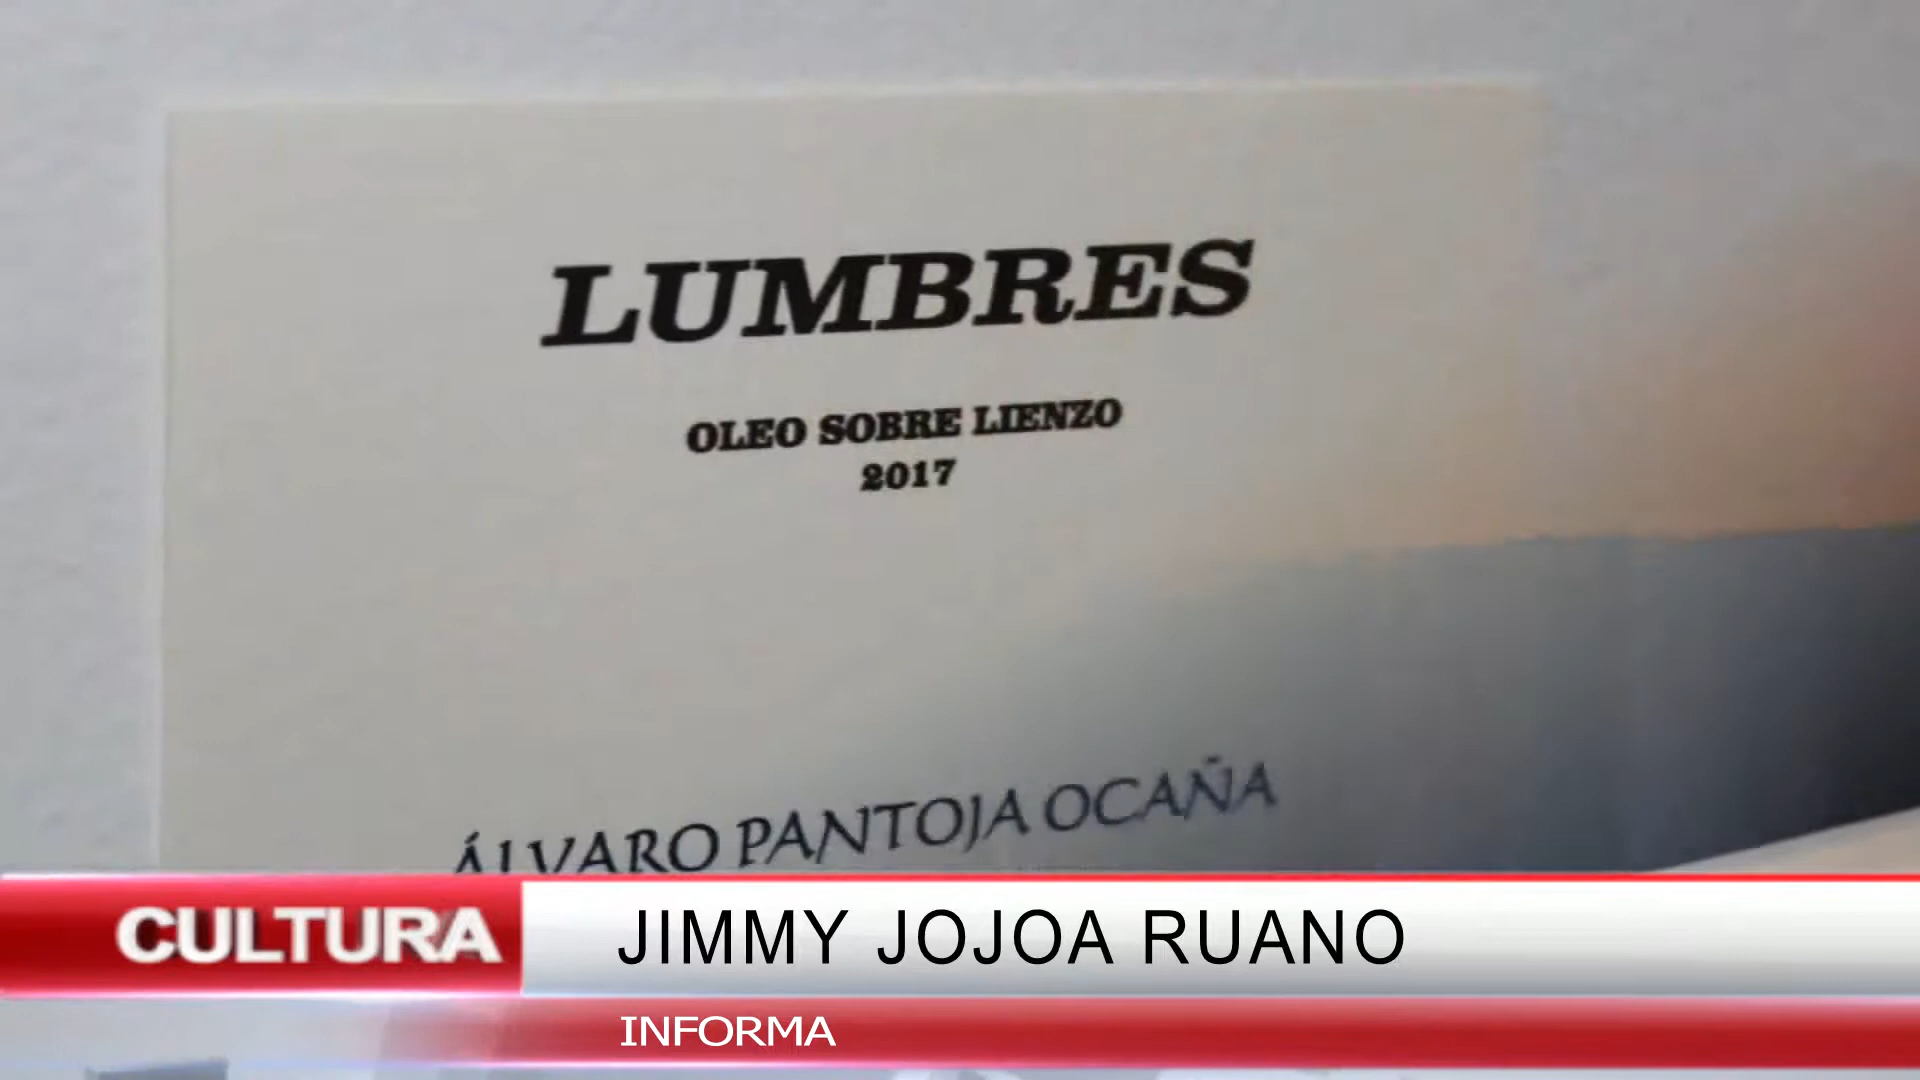 LUMBRES
OLEO SOBRE LIENZO
2017
ÁLVARO PANTOJA OCAÑA
CULTURA
JIMMY JOJOA RUANO
INFORMA